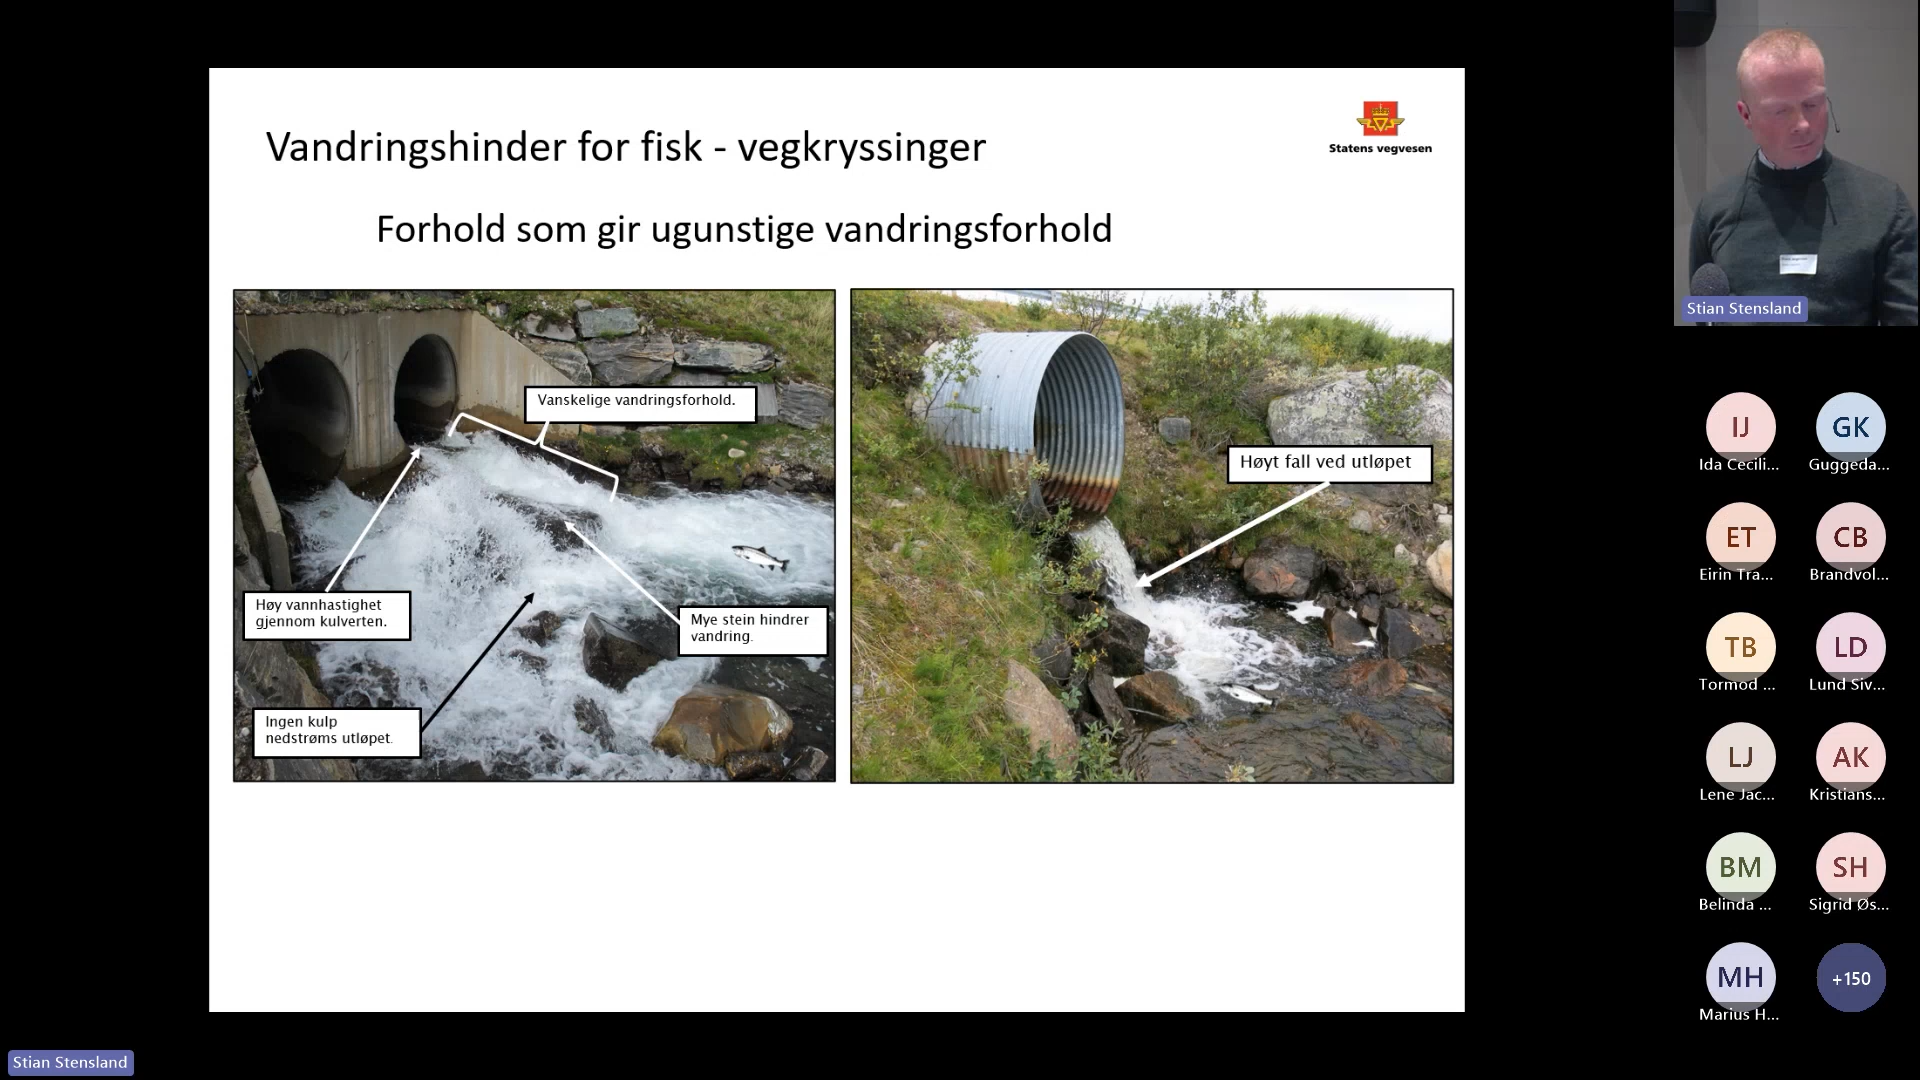 Vandringshinder for fisk - vegkryssinger
Statens vegvesen
Forhold som gir ugunstige vandringsforhold
Vanskelige vandringsforhold.
Høy vannhastighet
gjennom kulverten.
Mye stein hindrer
vandring.
Ingen kulp
nedstrøms utløpet.
Høyt fall ved utløpet
Stian Stensland
IJ
Ida Cecili...
GK
Guggeda...
ET
Eirin Tra...
CB
Brandvol...
TB
Tormod ...
LD
Lund Siv...
LJ
Lene Jac...
AK
Kristians...
BM
Belinda ...
SH
Sigrid Øs...
MH
Marius H...
+150
Stian Stensland